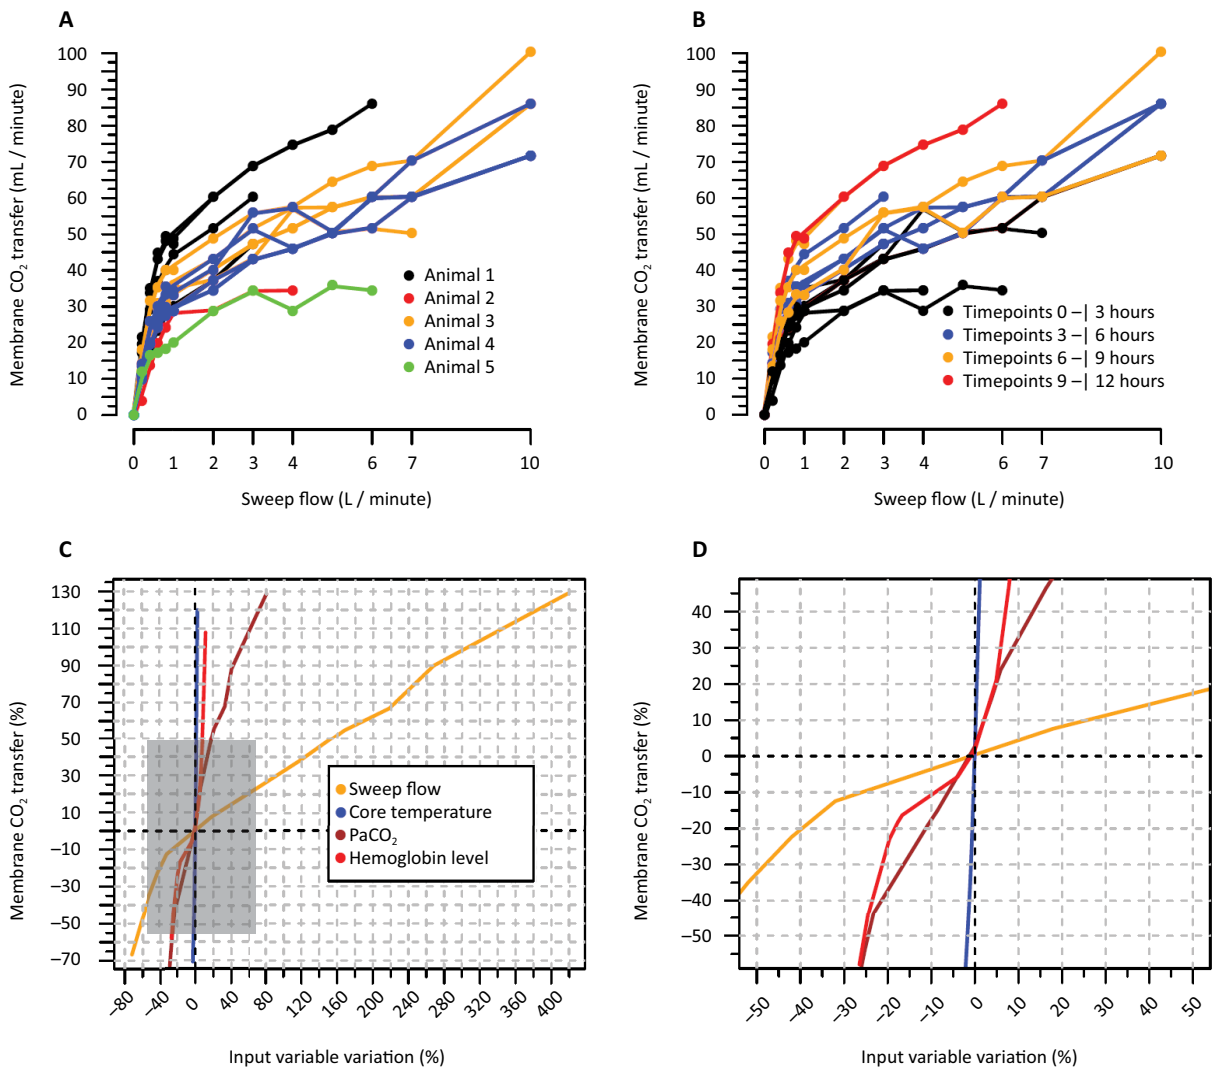 A
Membrane CO₂ transfer (mL / minute)
100
90
80
70
60
50
40
30
20
10
0
Animal 1
Animal 2
Animal 3
Animal 4
Animal 5
0 1 2 3 4 6 7 10
Sweep flow (L / minute)
B
Membrane CO₂ transfer (mL / minute)
100
90
80
70
60
50
40
30
20
10
0
Timepoints 0 –| 3 hours
Timepoints 3 –| 6 hours
Timepoints 6 –| 9 hours
Timepoints 9 –| 12 hours
0 1 2 3 4 6 7 10
Sweep flow (L / minute)
C
Membrane CO₂ transfer (%)
130
110
90
70
50
30
10
–10
–30
–50
–70
Sweep flow
Core temperature
PaCO₂
Hemoglobin level
–80 –40 0 40 80 120 160 200 240 280 320 360 400
Input variable variation (%)
D
Membrane CO₂ transfer (%)
40
30
20
10
0
–10
–20
–30
–40
–50
–50 –40 –30 –20 –10 0 10 20 30 40 50
Input variable variation (%)